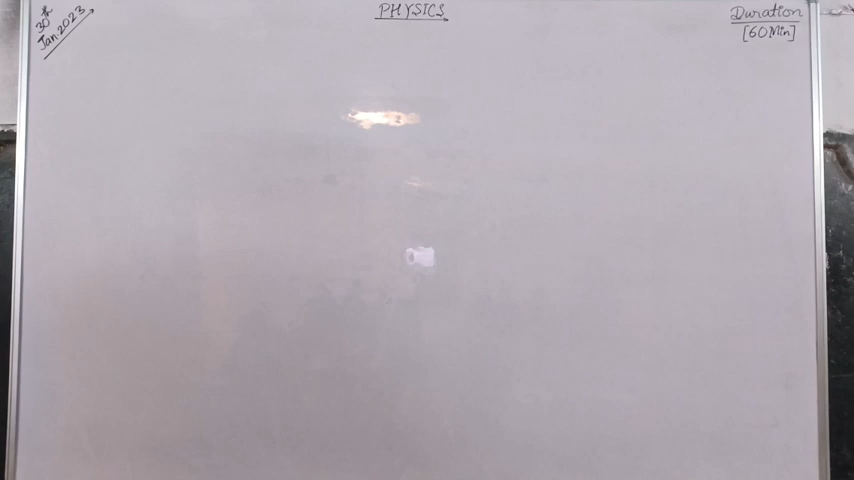 30th
Jan.2023
PHYSICS
Duration
[60 Min]